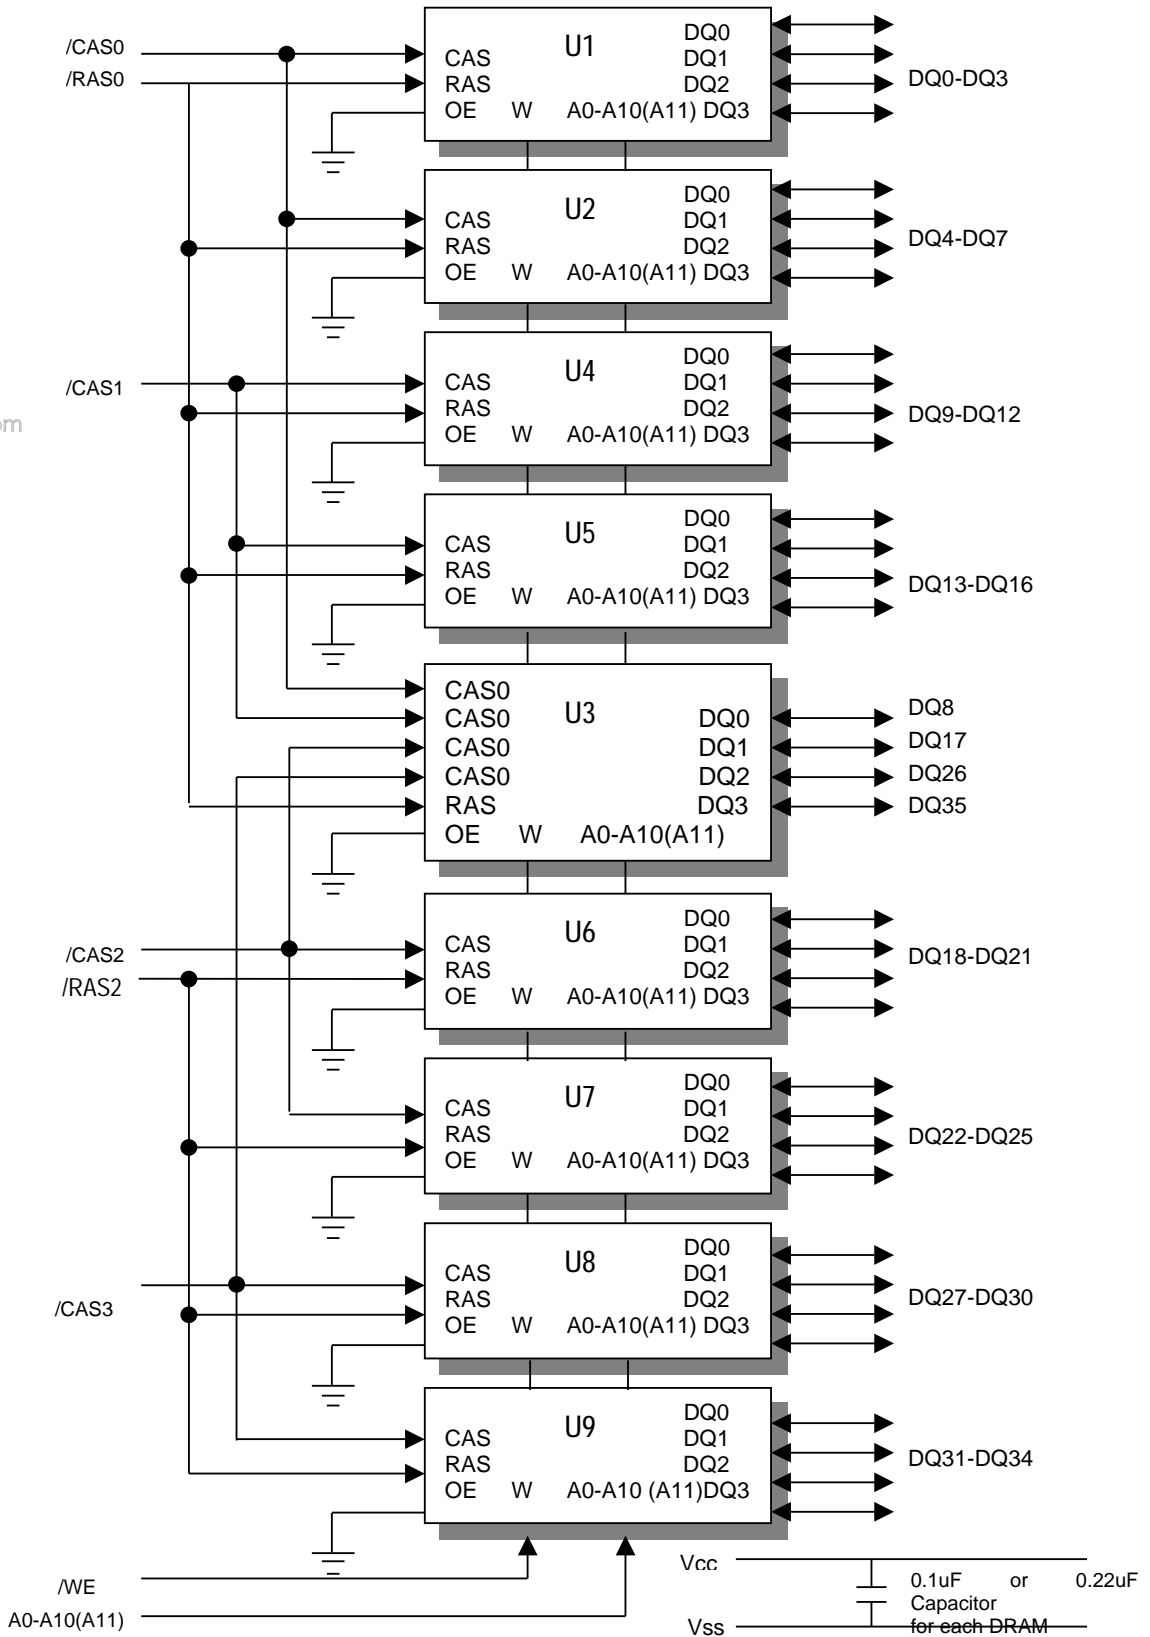 /CAS0
/RAS0
U1
CAS
RAS
OE W A0-A10(A11) DQ3
DQ0
DQ1
DQ2
DQ0-DQ3
U2
CAS
RAS
OE W A0-A10(A11) DQ3
DQ0
DQ1
DQ2
DQ4-DQ7
/CAS1
om
U4
CAS
RAS
OE W A0-A10(A11) DQ3
DQ0
DQ1
DQ2
DQ9-DQ12
U5
CAS
RAS
OE W A0-A10(A11) DQ3
DQ0
DQ1
DQ2
DQ13-DQ16
U3
CAS0
CAS0
CAS0
CAS0
RAS
OE W A0-A10(A11)
DQ0
DQ1
DQ2
DQ3
DQ8
DQ17
DQ26
DQ35
/CAS2
/RAS2
U6
CAS
RAS
OE W A0-A10(A11) DQ3
DQ0
DQ1
DQ2
DQ18-DQ21
U7
CAS
RAS
OE W A0-A10(A11) DQ3
DQ0
DQ1
DQ2
DQ22-DQ25
/CAS3
U8
CAS
RAS
OE W A0-A10(A11) DQ3
DQ0
DQ1
DQ2
DQ27-DQ30
U9
CAS
RAS
OE W A0-A10 (A11)DQ3
DQ0
DQ1
DQ2
DQ31-DQ34
/WE
A0-A10(A11)
Vcc
0.1uF or 0.22uF
Capacitor
for each DRAM
Vss